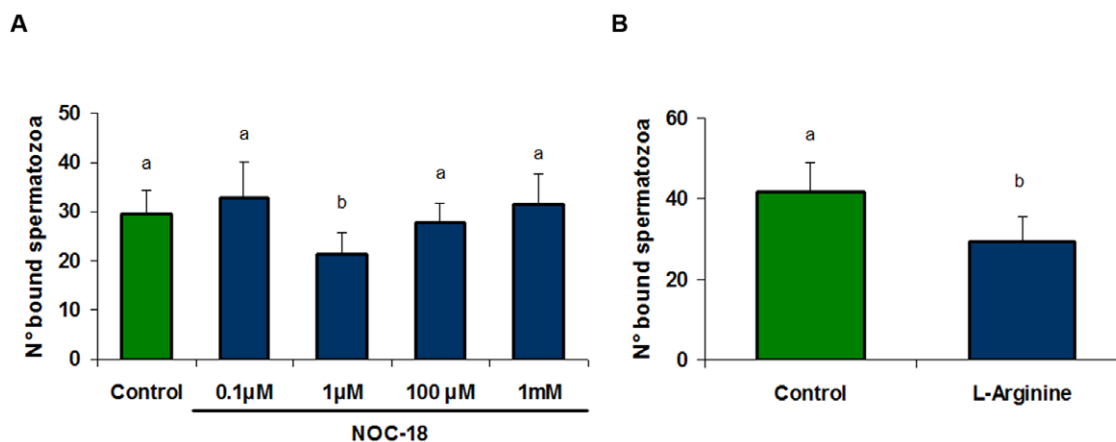 A
N° bound spermatozoa
50
40
30
20
10
0
a
a
b
a
a
Control
0.1µM
1µM
100 µM
1mM
NOC-18
B
N° bound spermatozoa
60
40
20
0
a
b
Control
L-Arginine